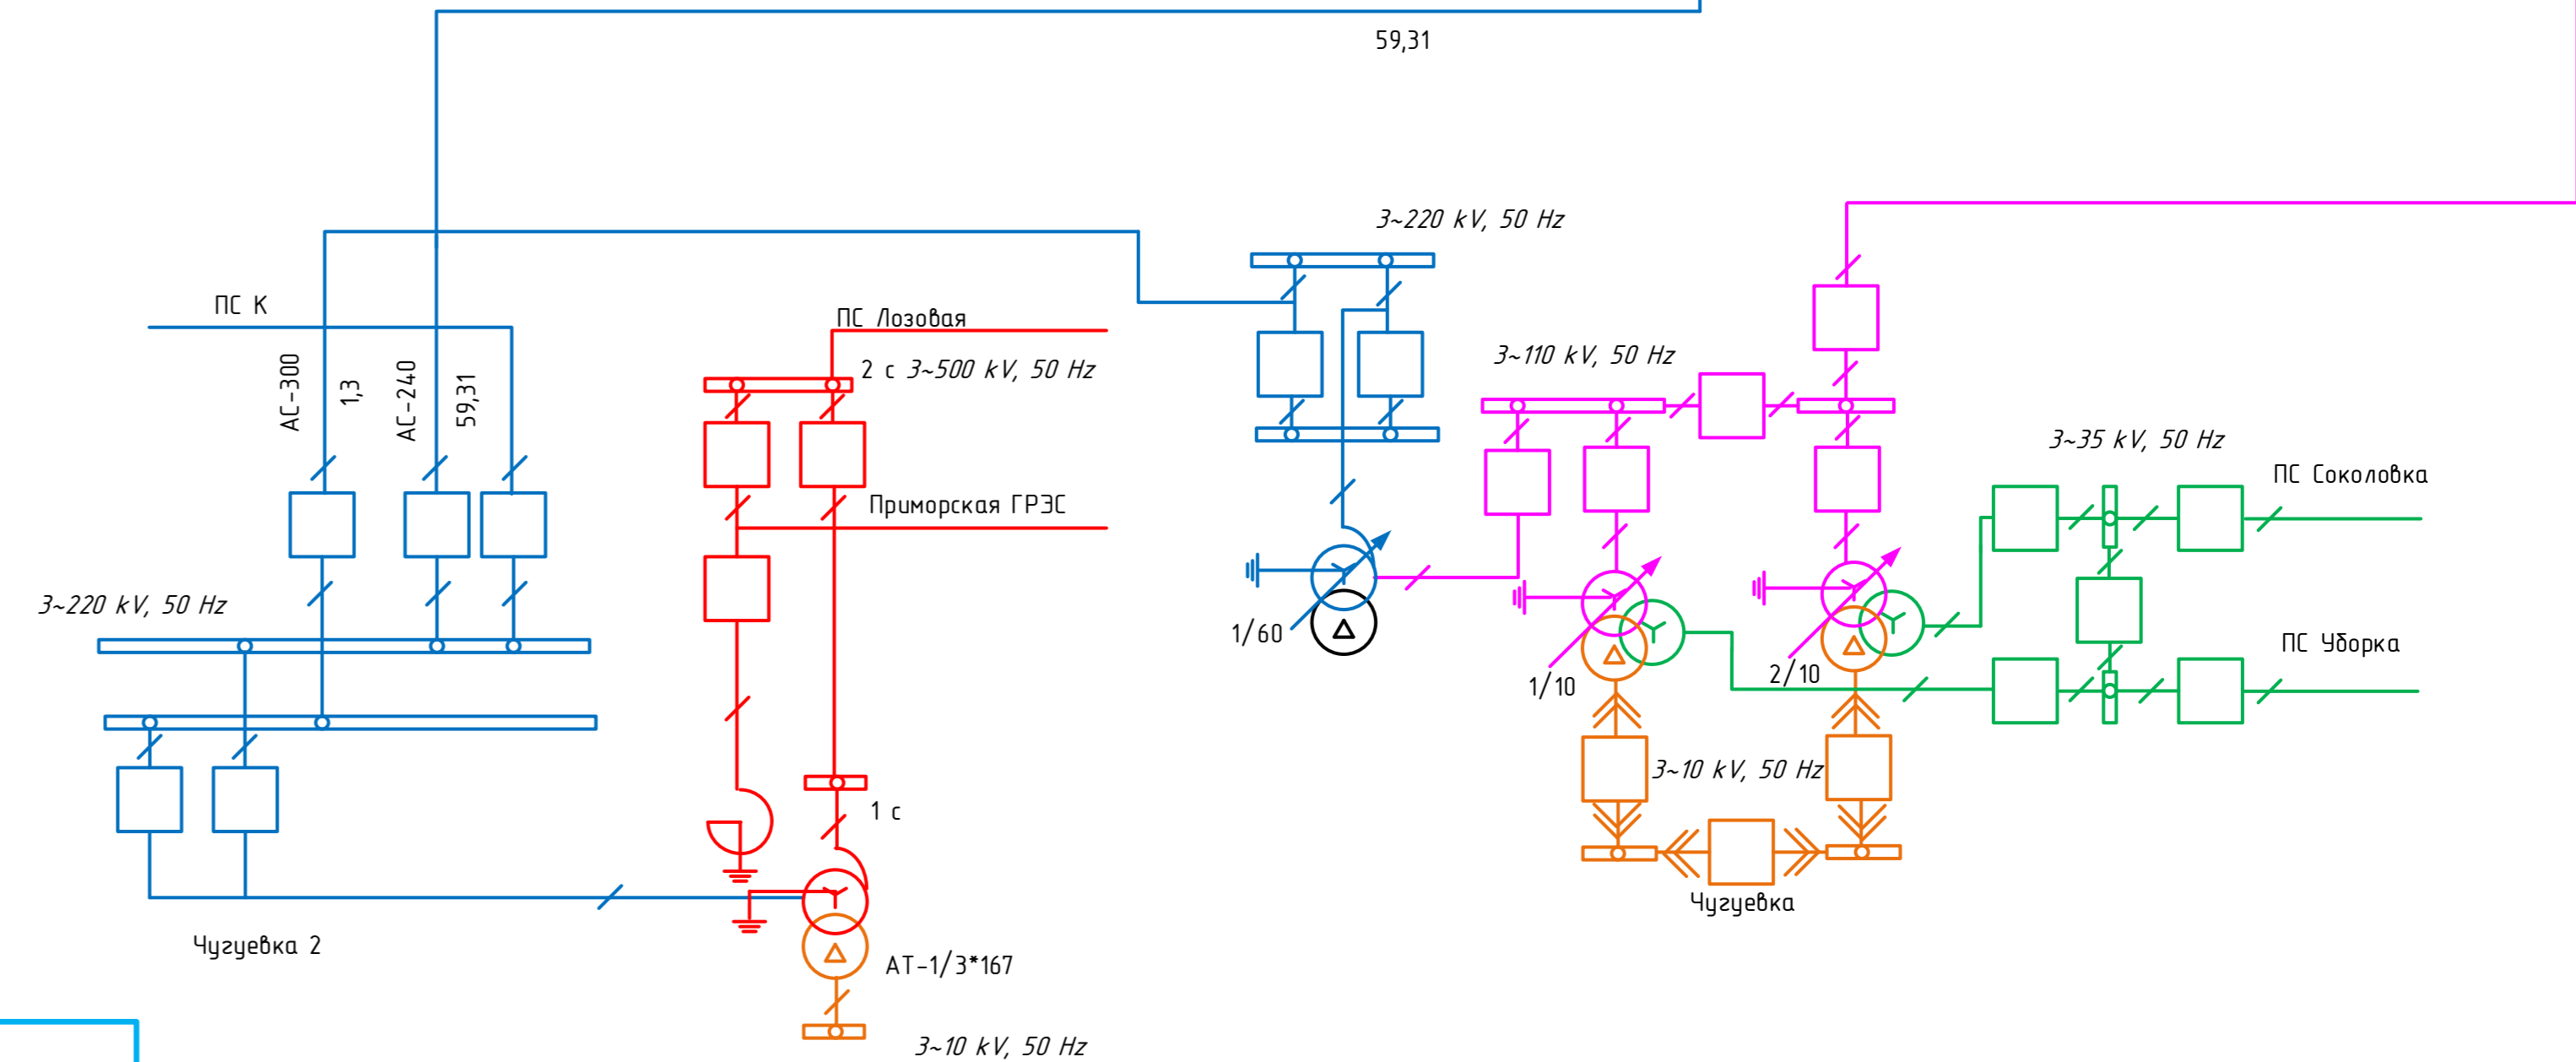 59,31
3~220 kV, 50 Hz
ПС К
ПС Лозовая
2 с 3~500 kV, 50 Hz
3~110 kV, 50 Hz
АС-300
1,3
АС-240
59,31
3~35 kV, 50 Hz
ПС Соколовка
Приморская ГРЭС
3~220 kV, 50 Hz
1/60
ПС Уборка
1/10
2/10
3~10 kV, 50 Hz
1 с
Чугуевка
Чугуевка 2
АТ-1/3*167
3~10 kV, 50 Hz